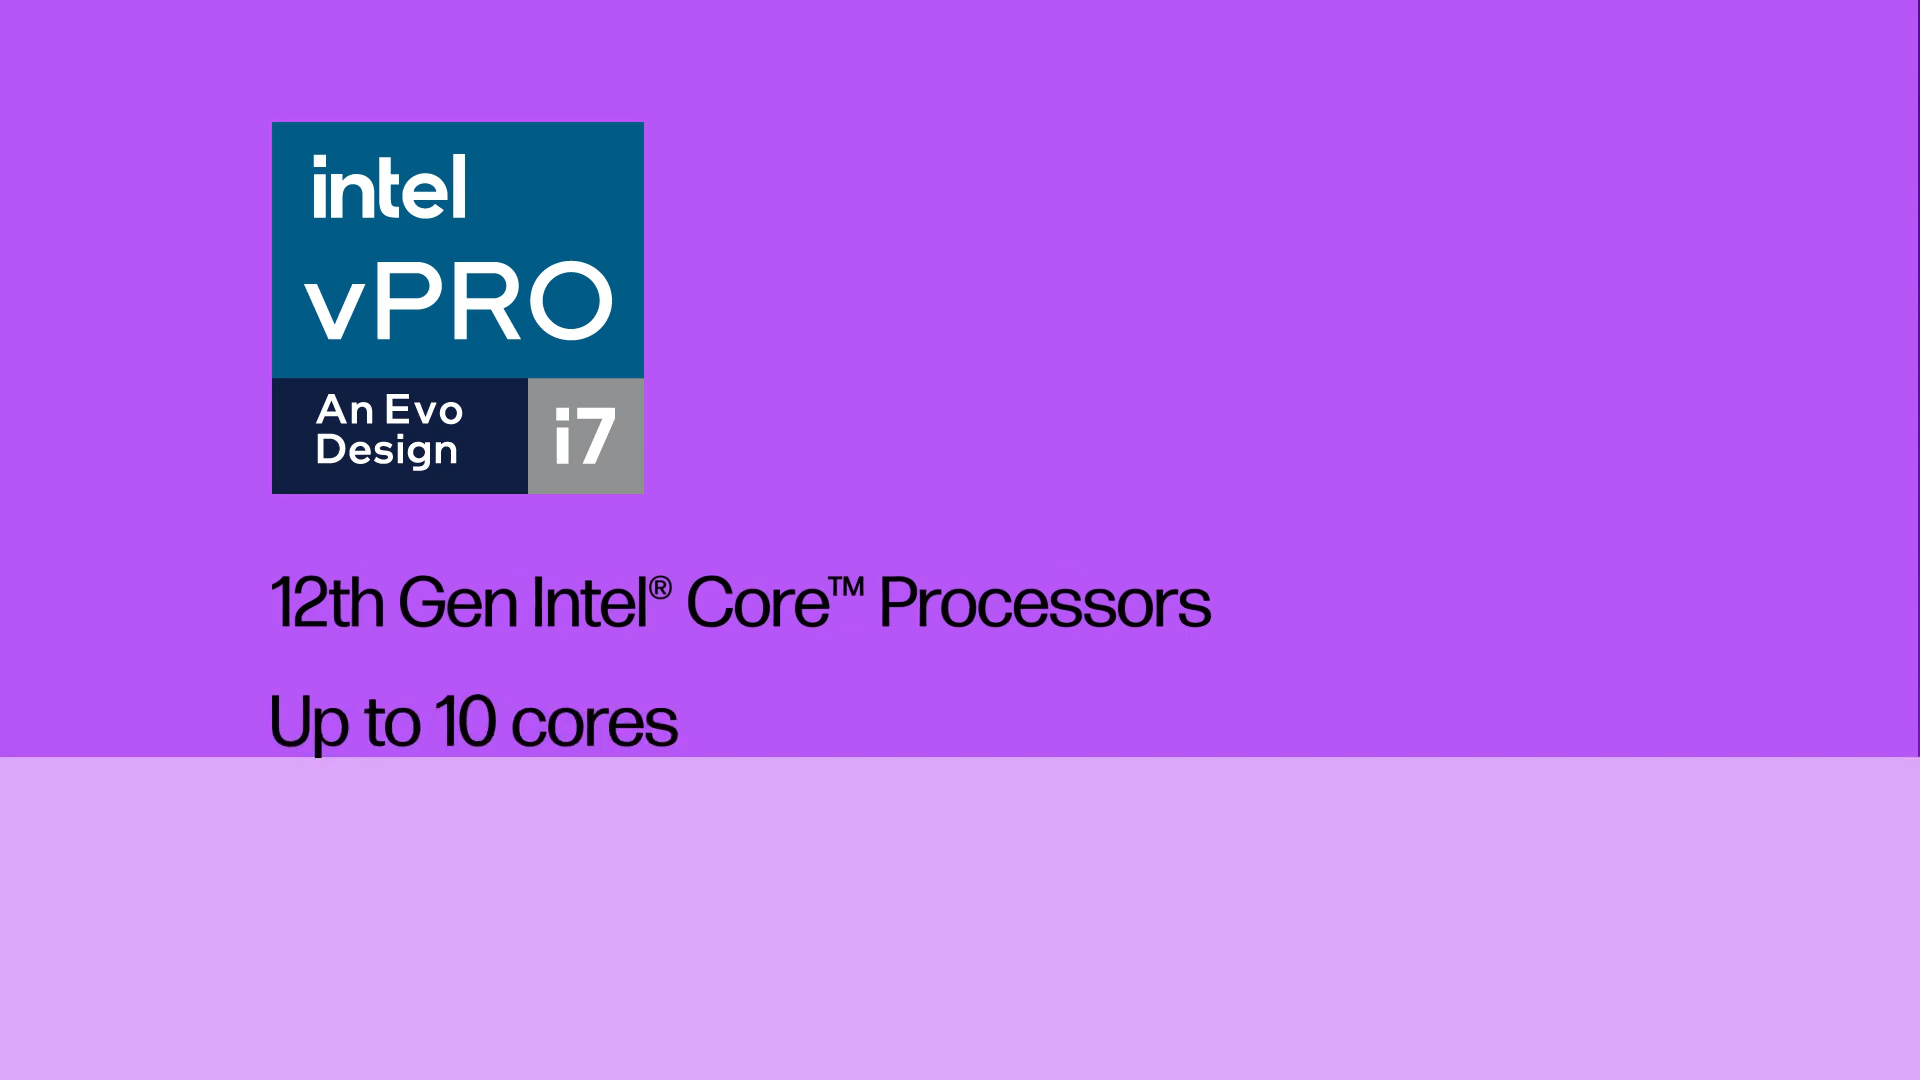 intel
vPRO
An Evo
Design
i7
12th Gen Intel® Core™ Processors
Up to 10 cores